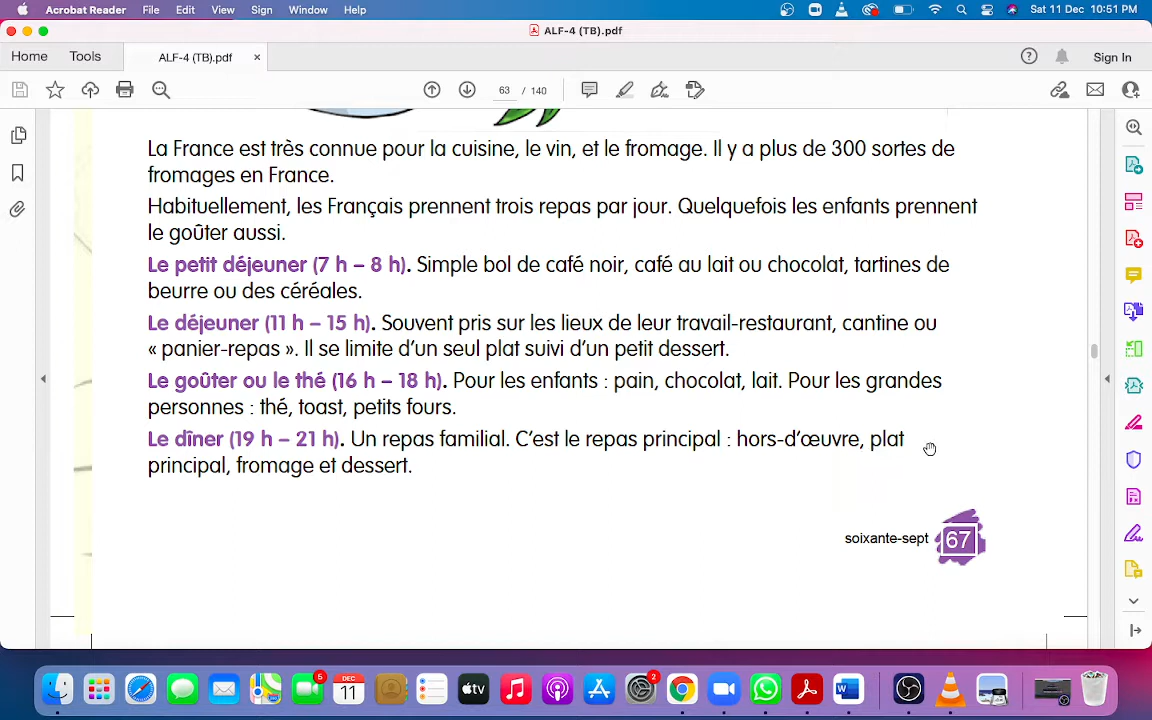 Acrobat Reader File Edit View Sign Window Help Sat 11 Dec 10:51 PM
ALF-4 (TB).pdf
Home Tools ALF-4 (TB).pdf × Sign In
63 / 140
La France est très connue pour la cuisine, le vin, et le fromage. Il y a plus de 300 sortes de
fromages en France.
Habituellement, les Français prennent trois repas par jour. Quelquefois les enfants prennent
le goûter aussi.
Le petit déjeuner (7 h – 8 h). Simple bol de café noir, café au lait ou chocolat, tartines de
beurre ou des céréales.
Le déjeuner (11 h – 15 h). Souvent pris sur les lieux de leur travail-restaurant, cantine ou
« panier-repas ». Il se limite d’un seul plat suivi d’un petit dessert.
Le goûter ou le thé (16 h – 18 h). Pour les enfants : pain, chocolat, lait. Pour les grandes
personnes : thé, toast, petits fours.
Le dîner (19 h – 21 h). Un repas familial. C’est le repas principal : hors-d’œuvre, plat
principal, fromage et dessert.
soixante-sept 67
5 DEC 11 tv 2 W